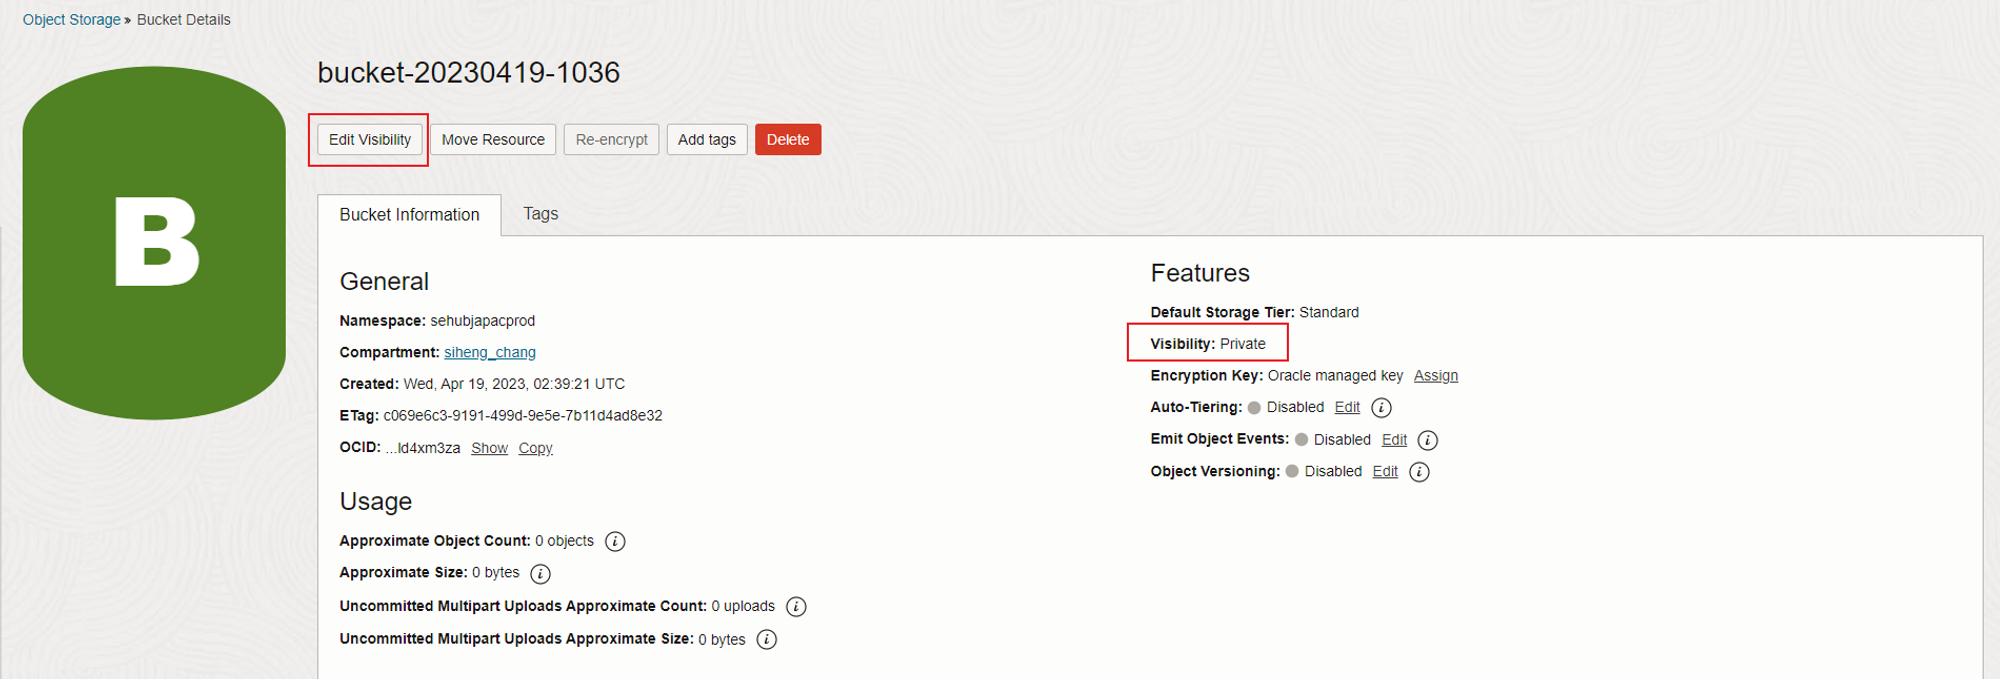 Object Storage » Bucket Details
B
bucket-20230419-1036
Edit Visibility Move Resource Re-encrypt Add tags Delete
Bucket Information Tags
General
Namespace: sehubjapacprod
Compartment: siheng_chang
Created: Wed, Apr 19, 2023, 02:39:21 UTC
ETag: c069e6c3-9191-499d-9e5e-7b11d4ad8e32
OCID: ...ld4xm3za Show Copy
Usage
Approximate Object Count: 0 objects i
Approximate Size: 0 bytes i
Uncommitted Multipart Uploads Approximate Count: 0 uploads i
Uncommitted Multipart Uploads Approximate Size: 0 bytes i
Features
Default Storage Tier: Standard
Visibility: Private
Encryption Key: Oracle managed key Assign
Auto-Tiering: Disabled Edit i
Emit Object Events: Disabled Edit i
Object Versioning: Disabled Edit i